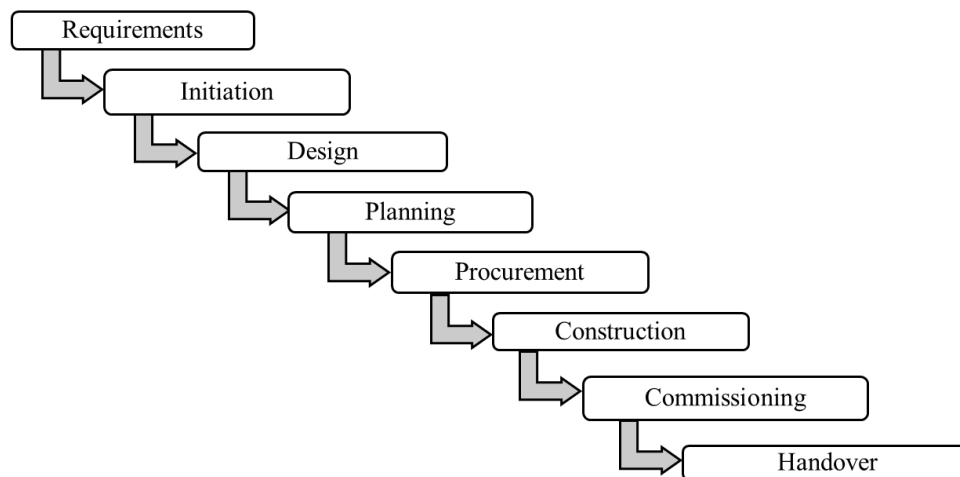 Requirements
Initiation
Design
Planning
Procurement
Construction
Commissioning
Handover